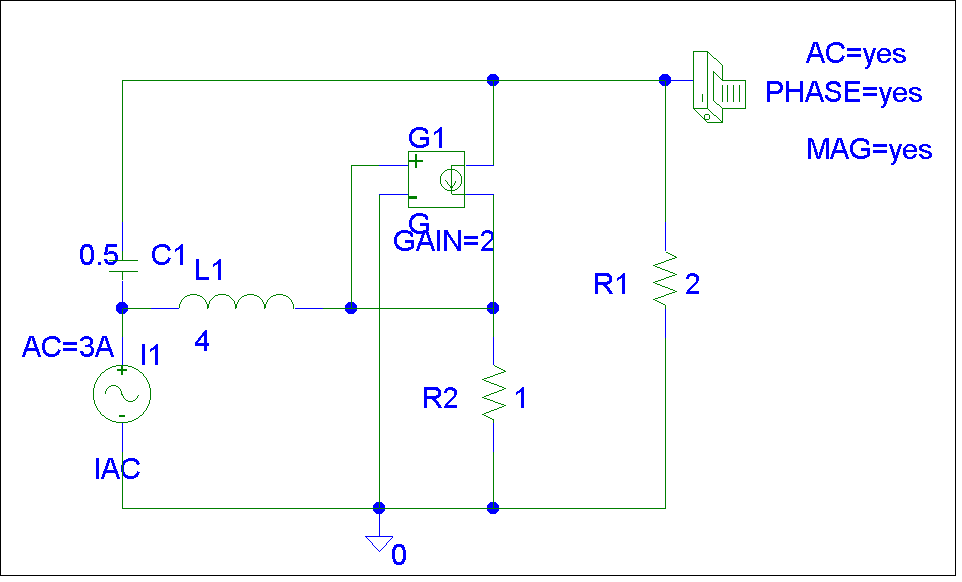 AC=yes
PHASE=yes
MAG=yes
G1
+
-
G
GAIN=2
0.5
C1
L1
4
R1
2
AC=3A
I1
+
-
IAC
R2
1
0